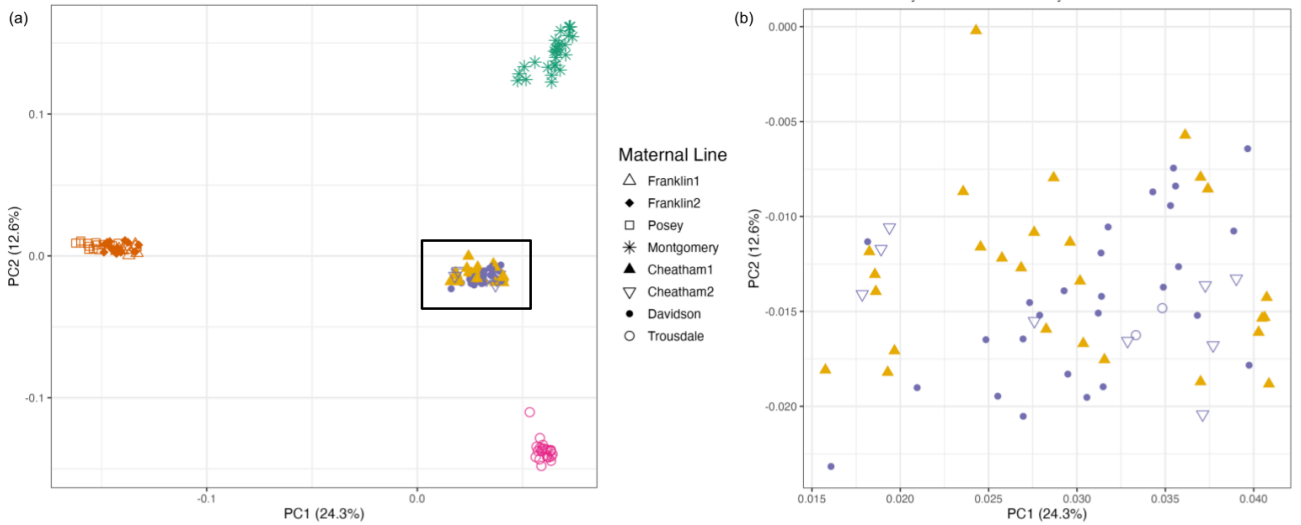 (a)
0.1
0.0
-0.1
PC2 (12.6%)
-0.1
0.0
PC1 (24.3%)
Maternal Line
Franklin1
Franklin2
Posey
Montgomery
Cheatham1
Cheatham2
Davidson
Trousdale
(b)
0.000
-0.005
-0.010
-0.015
-0.020
PC2 (12.6%)
0.015
0.020
0.025
0.030
0.035
0.040
PC1 (24.3%)